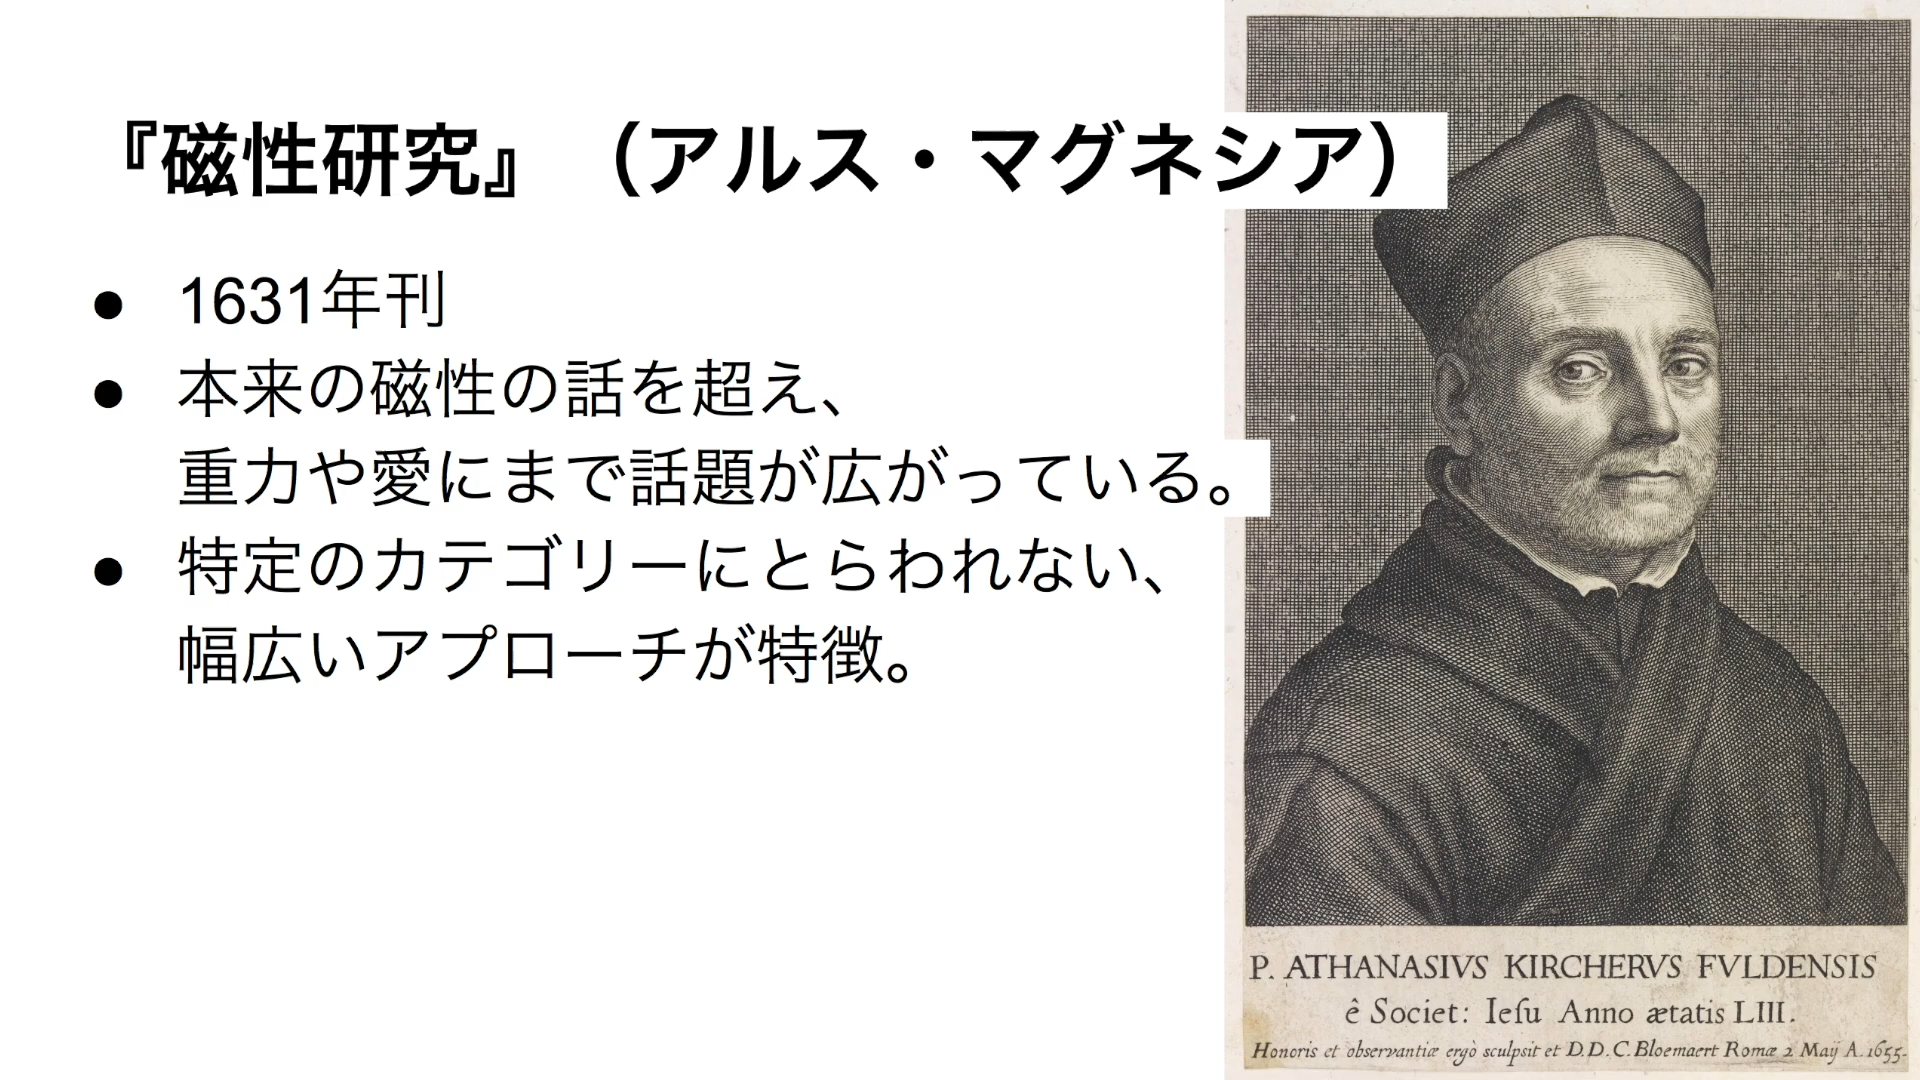 『磁性研究』（アルス・マグネシア）
● 1631年刊
● 本来の磁性の話を超え、
重力や愛にまで話題が広がっている。
● 特定のカテゴリーにとらわれない、
幅広いアプローチが特徴。
P. ATHANASIVS KIRCHERVS FVLDENSIS
ê Societ: Ieſu Anno ætatis LIII.
Honoris et observantiæ ergò sculpsit et D.D. C. Bloemaert Romæ 2 Maij A. 1655.